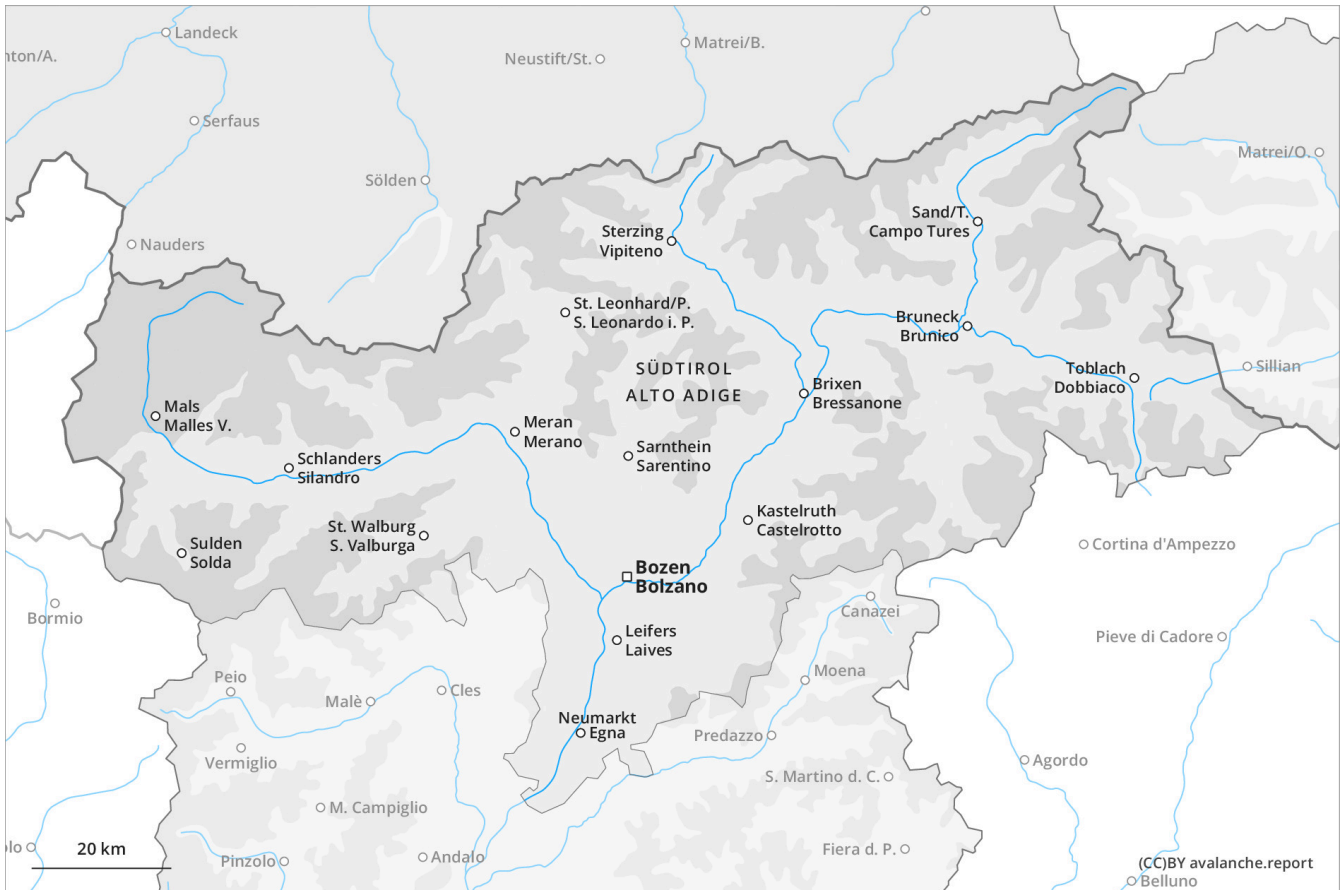 Landeck
nton/A.
Neustift/St.
Matrei/B.
Serfaus
Matrei/O.
Sölden
Sand/T.
Campo Tures
Sterzing
Vipiteno
Nauders
St. Leonhard/P.
S. Leonardo i. P.
Bruneck
Brunico
SÜDTIROL
ALTO ADIGE
Toblach
Dobbiaco
Sillian
Brixen
Bressanone
Mals
Malles V.
Meran
Merano
Sarnthein
Sarentino
Schlanders
Silandro
Kastelruth
Castelrotto
St. Walburg
S. Valburga
Sulden
Solda
Cortina d'Ampezzo
Bozen
Bolzano
Bormio
Canazei
Leifers
Laives
Pieve di Cadore
Peio
Malè
Cles
Moena
Neumarkt
Egna
Predazzo
Vermiglio
Agordo
S. Martino d. C.
M. Campiglio
olo
20 km
Pinzolo
Andalo
Fiera d. P.
(CC)BY avalanche.report
Belluno